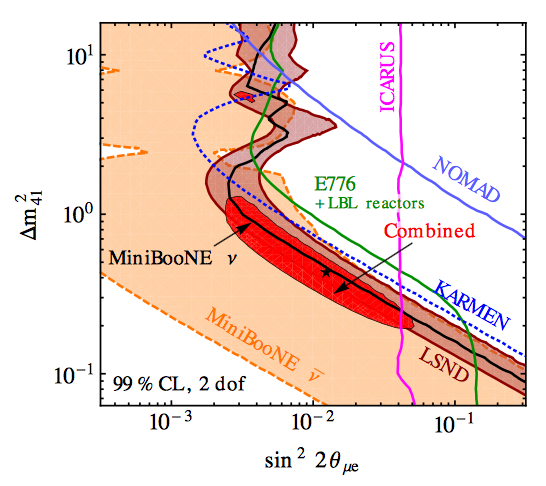 10¹
10⁰
10⁻¹
Δm²₄₁
ICARUS
NOMAD
E776
+ LBL reactors
Combined
MiniBooNE ν
KARMEN
MiniBooNE ν̅
LSND
99 % CL, 2 dof
10⁻³
10⁻²
10⁻¹
sin² 2θμe